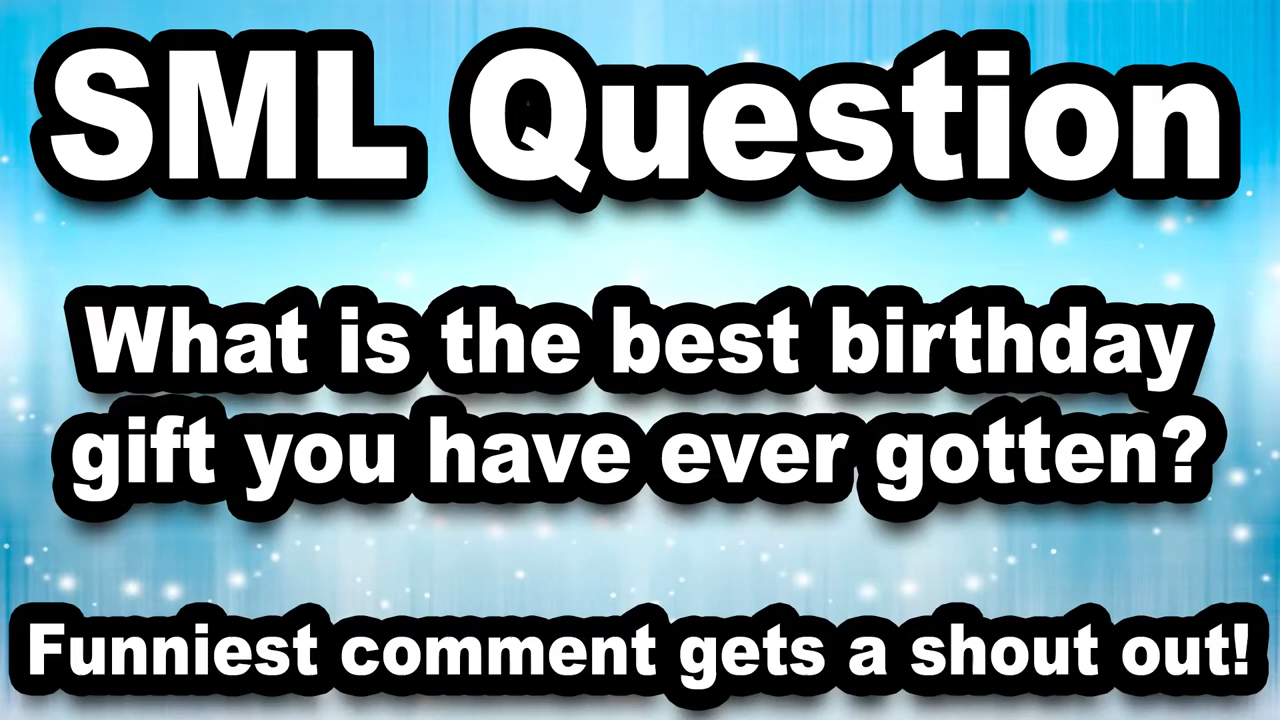 SML Question
What is the best birthday
gift you have ever gotten?
Funniest comment gets a shout out!